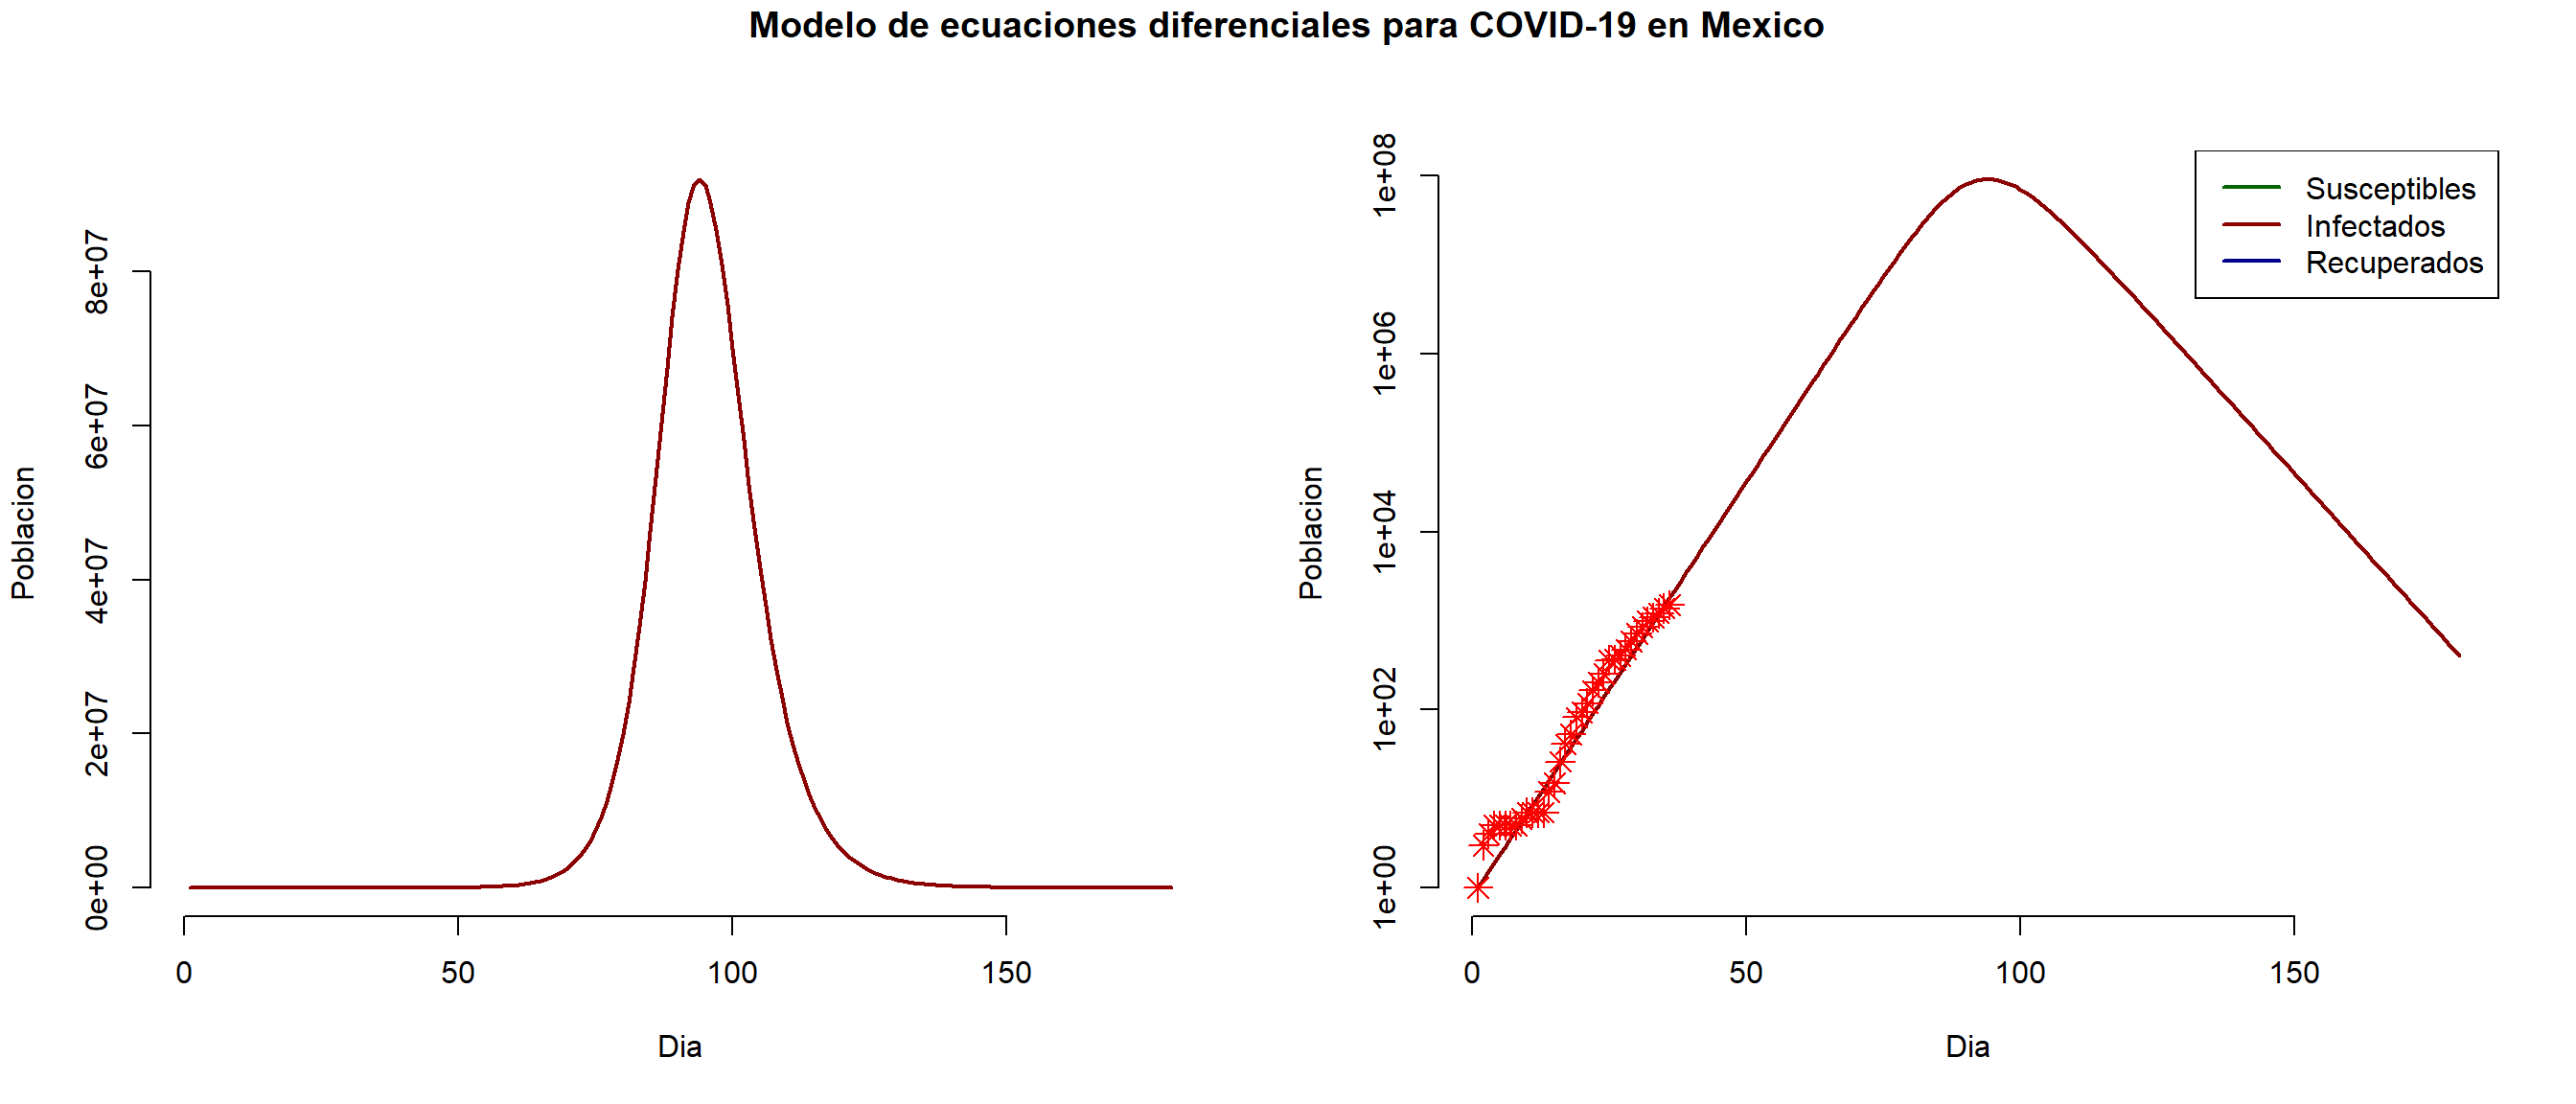 Modelo de ecuaciones diferenciales para COVID-19 en Mexico
Poblacion
8e+07
6e+07
4e+07
2e+07
0e+00
0 50 100 150
Dia
Poblacion
1e+08
1e+06
1e+04
1e+02
1e+00
0 50 100 150
Dia
Susceptibles
Infectados
Recuperados